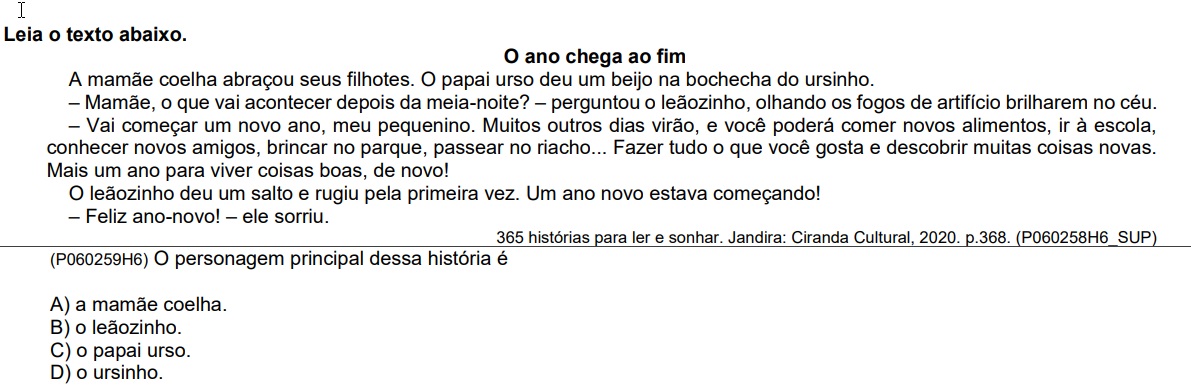 Leia o texto abaixo.
O ano chega ao fim
A mamãe coelha abraçou seus filhotes. O papai urso deu um beijo na bochecha do ursinho.
– Mamãe, o que vai acontecer depois da meia-noite? – perguntou o leãozinho, olhando os fogos de artifício brilharem no céu.
– Vai começar um novo ano, meu pequenino. Muitos outros dias virão, e você poderá comer novos alimentos, ir à escola,
conhecer novos amigos, brincar no parque, passear no riacho... Fazer tudo o que você gosta e descobrir muitas coisas novas.
Mais um ano para viver coisas boas, de novo!
O leãozinho deu um salto e rugiu pela primeira vez. Um ano novo estava começando!
– Feliz ano-novo! – ele sorriu.
365 histórias para ler e sonhar. Jandira: Ciranda Cultural, 2020. p.368. (P060258H6_SUP)
(P060259H6) O personagem principal dessa história é
A) a mamãe coelha.
B) o leãozinho.
C) o papai urso.
D) o ursinho.